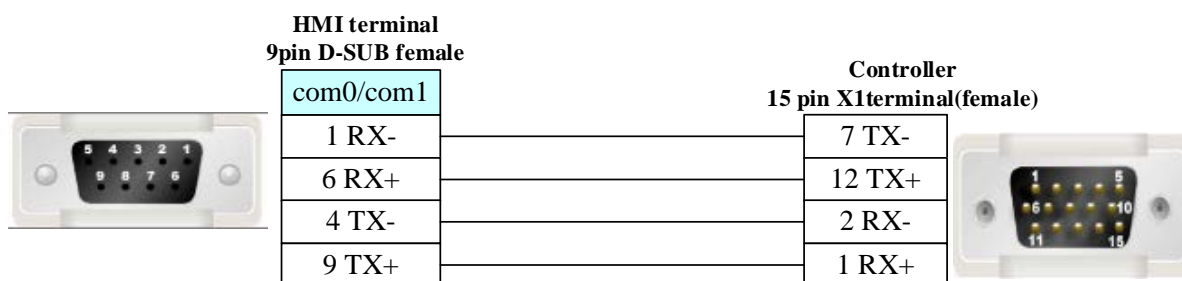 HMI terminal
9pin D-SUB female
com0/com1
1 RX-
6 RX+
4 TX-
9 TX+
Controller
15 pin X1terminal(female)
7 TX-
12 TX+
2 RX-
1 RX+
5 4 3 2 1
9 8 7 6
1 5
6 10
11 15